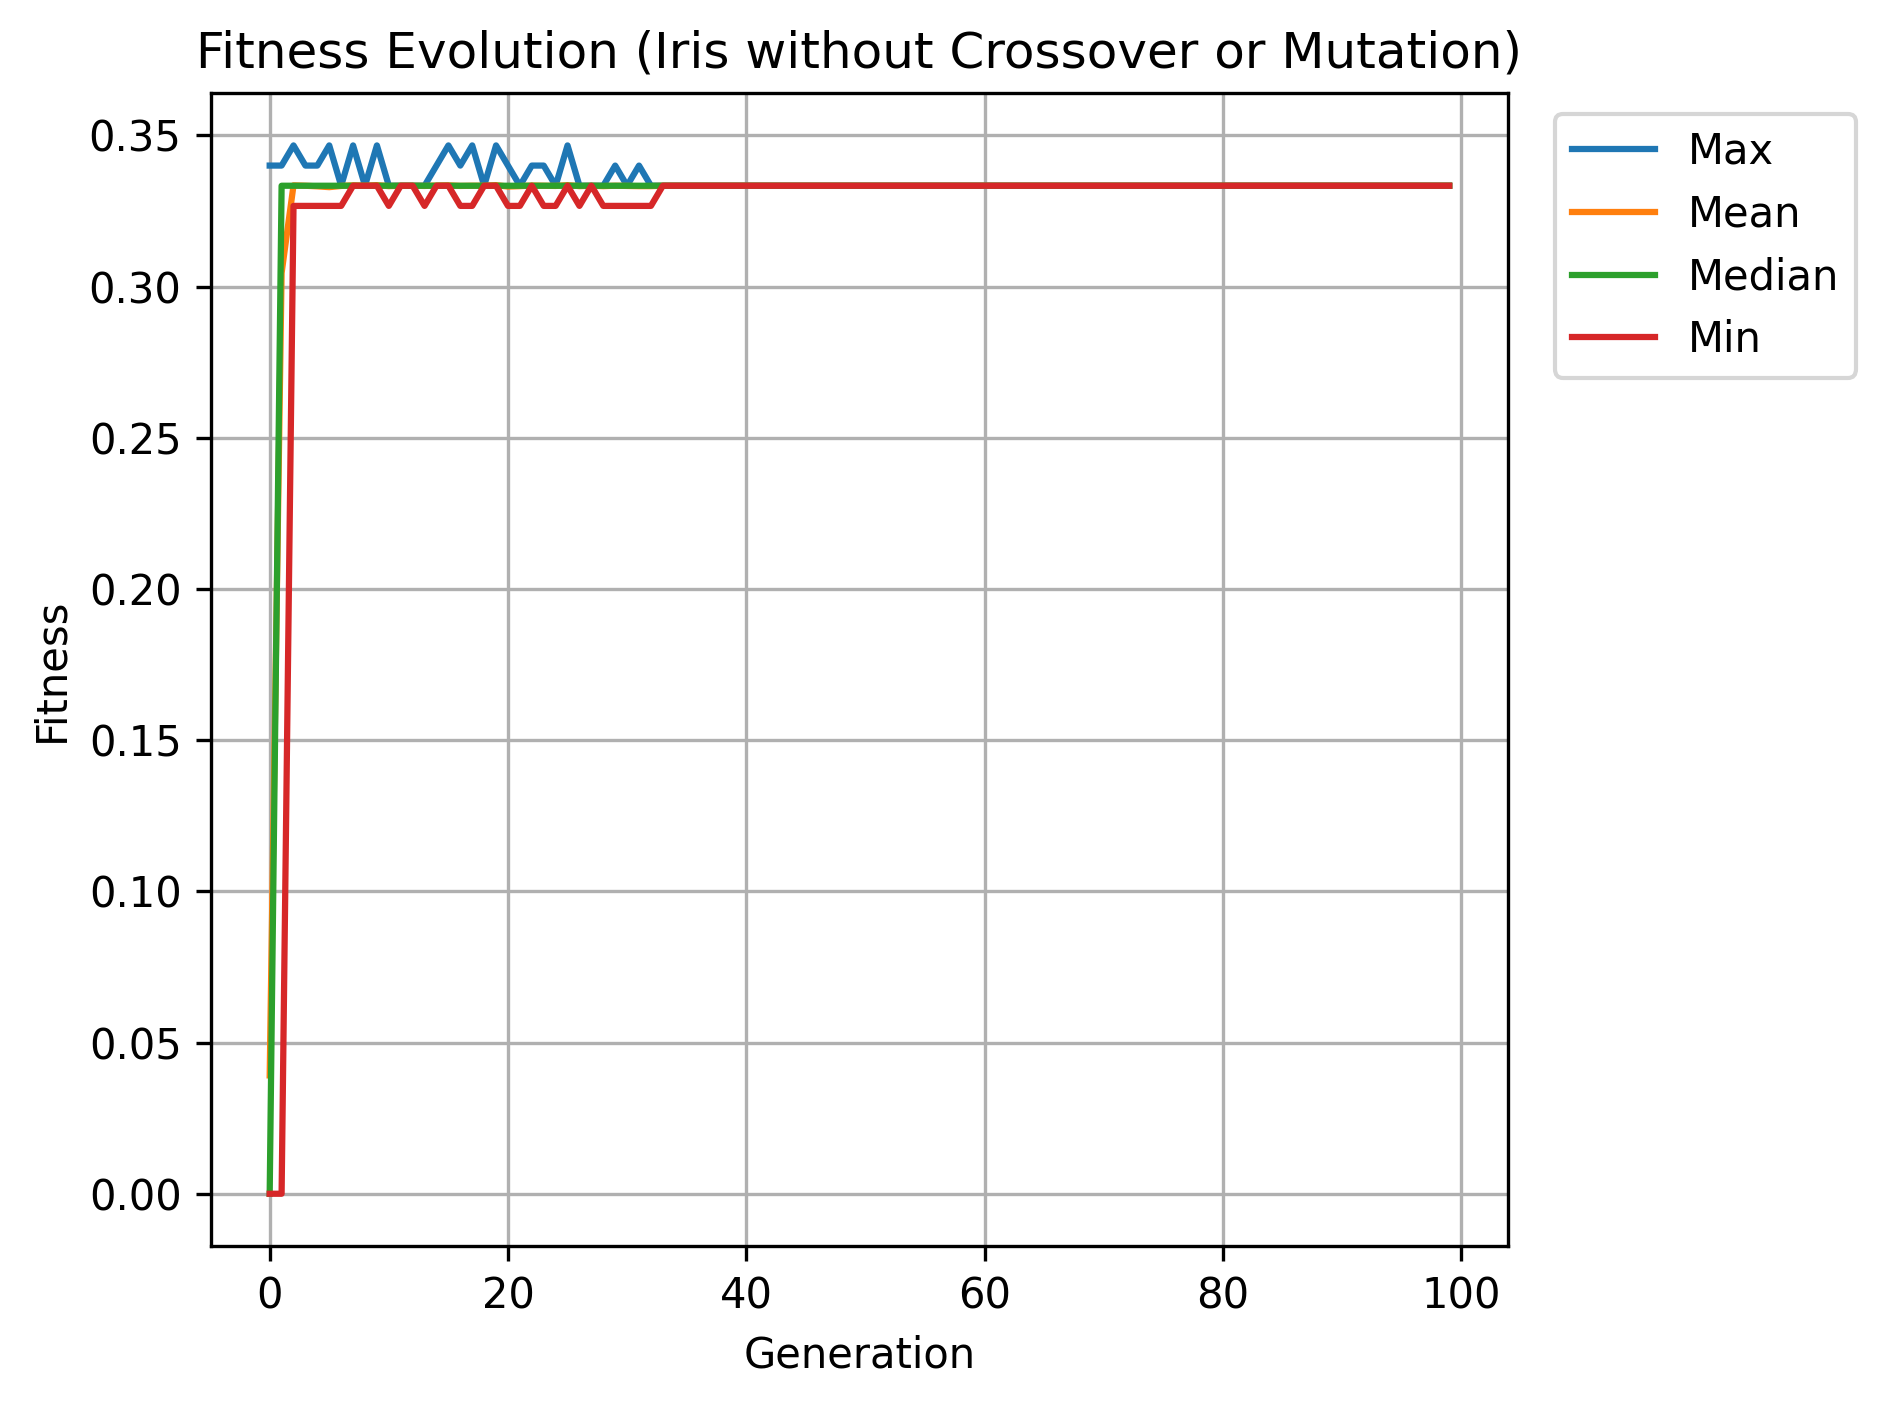 Fitness Evolution (Iris without Crossover or Mutation)
0.35
0.30
0.25
0.20
0.15
0.10
0.05
0.00
Fitness
0 20 40 60 80 100
Generation
Max
Mean
Median
Min